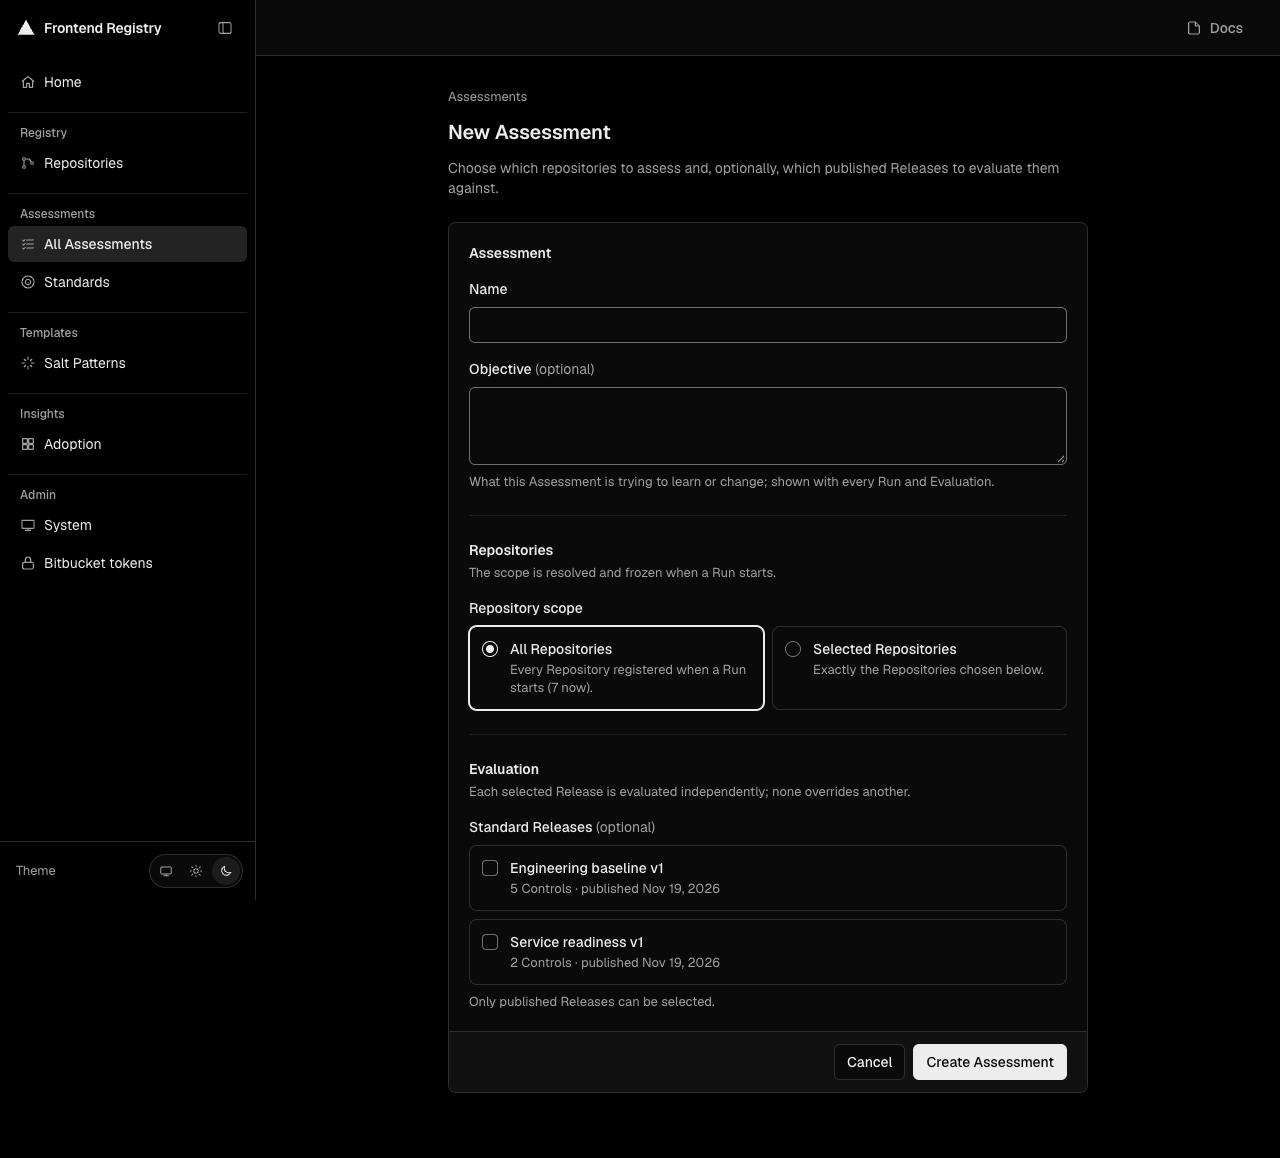 Frontend Registry
Docs
Home
Registry
Repositories
Assessments
All Assessments
Standards
Templates
Salt Patterns
Insights
Adoption
Admin
System
Bitbucket tokens
Theme
Assessments
New Assessment
Choose which repositories to assess and, optionally, which published Releases to evaluate them
against.
Assessment
Name
Objective (optional)
What this Assessment is trying to learn or change; shown with every Run and Evaluation.
Repositories
The scope is resolved and frozen when a Run starts.
Repository scope
All Repositories
Every Repository registered when a Run
starts (7 now).
Selected Repositories
Exactly the Repositories chosen below.
Evaluation
Each selected Release is evaluated independently; none overrides another.
Standard Releases (optional)
Engineering baseline v1
5 Controls · published Nov 19, 2026
Service readiness v1
2 Controls · published Nov 19, 2026
Only published Releases can be selected.
Cancel
Create Assessment